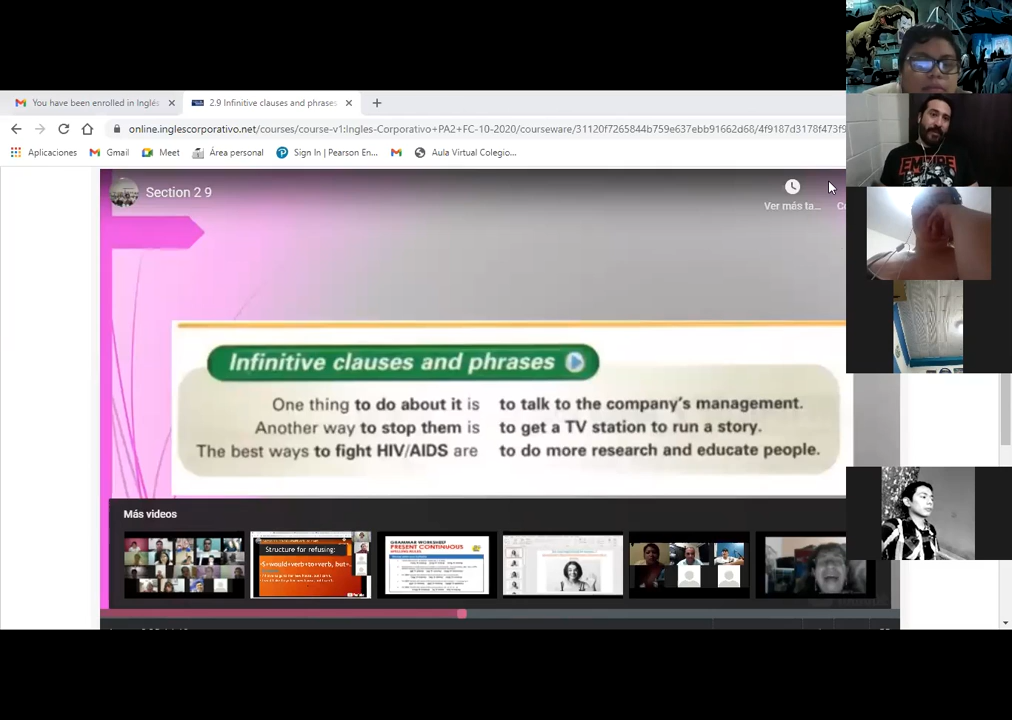 You have been enrolled in Inglés
2.9 Infinitive clauses and phrases
online.inglescorporativo.net/courses/course-v1:Ingles-Corporativo+PA2+FC-10-2020/courseware/31120f7265844b759e637ebb91662d68/4f9187d3178f473f9
Aplicaciones Gmail Meet Área personal Sign In | Pearson En... Aula Virtual Colegio...
Section 2 9
Ver más ta...
Infinitive clauses and phrases
One thing to do about it is to talk to the company's management.
Another way to stop them is to get a TV station to run a story.
The best ways to fight HIV/AIDS are to do more research and educate people.
Más videos
Structure for refusing:
GRAMMAR WORKSHEET
PRESENT CONTINUOUS
EMPIRE